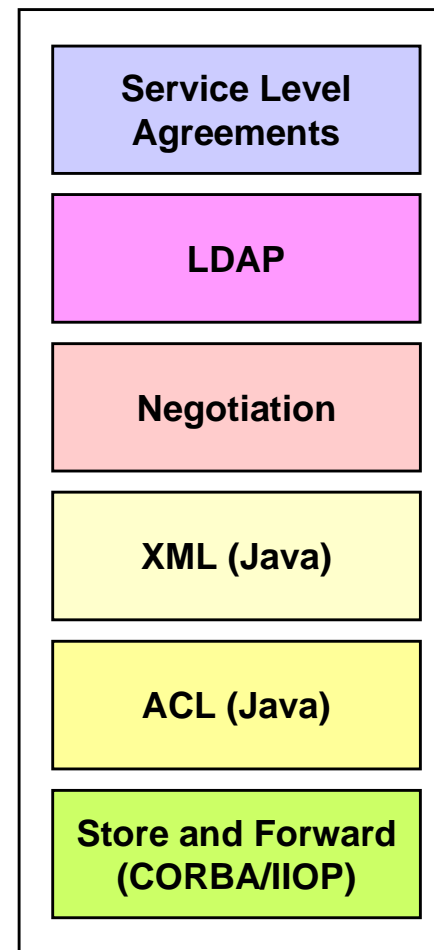 Service Level
Agreements
LDAP
Negotiation
XML (Java)
ACL (Java)
Store and Forward
(CORBA/IIOP)